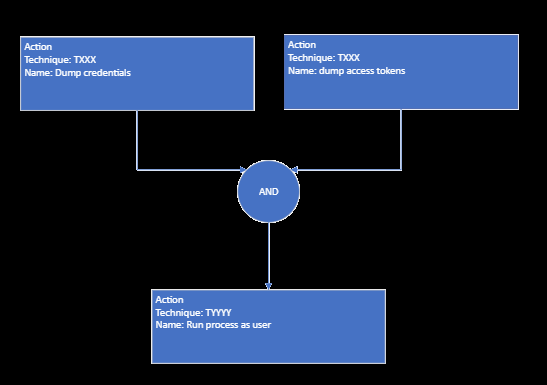 Action
Technique: TXXX
Name: Dump credentials
Action
Technique: TXXX
Name: dump access tokens
AND
Action
Technique: TYYYY
Name: Run process as user